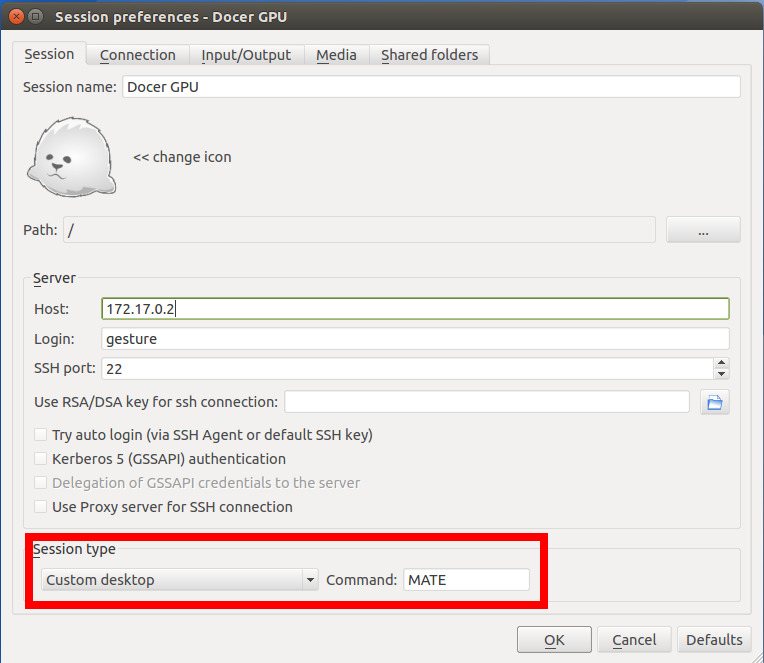 Session preferences - Docer GPU
Session Connection Input/Output Media Shared folders
Session name: Docer GPU
<< change icon
Path: / ...
Server
Host: 172.17.0.2
Login: gesture
SSH port: 22
Use RSA/DSA key for ssh connection:
Try auto login (via SSH Agent or default SSH key)
Kerberos 5 (GSSAPI) authentication
Delegation of GSSAPI credentials to the server
Use Proxy server for SSH connection
Session type
Custom desktop Command: MATE
OK Cancel Defaults